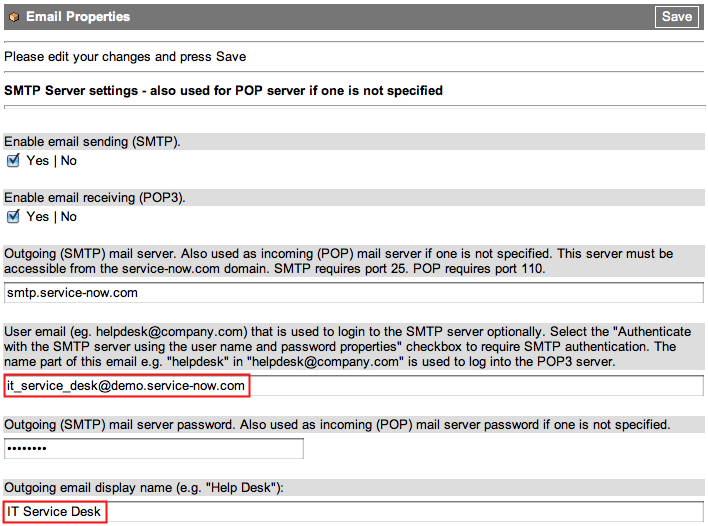 Email Properties
Save
Please edit your changes and press Save
SMTP Server settings - also used for POP server if one is not specified
Enable email sending (SMTP).
Yes | No
Enable email receiving (POP3).
Yes | No
Outgoing (SMTP) mail server. Also used as incoming (POP) mail server if one is not specified. This server must be
accessible from the service-now.com domain. SMTP requires port 25. POP requires port 110.
smtp.service-now.com
User email (eg. helpdesk@company.com) that is used to login to the SMTP server optionally. Select the "Authenticate
with the SMTP server using the user name and password properties" checkbox to require SMTP authentication. The
name part of this email e.g. "helpdesk" in "helpdesk@company.com" is used to log into the POP3 server.
it_service_desk@demo.service-now.com
Outgoing (SMTP) mail server password. Also used as incoming (POP) mail server password if one is not specified.
••••••••
Outgoing email display name (e.g. "Help Desk"):
IT Service Desk